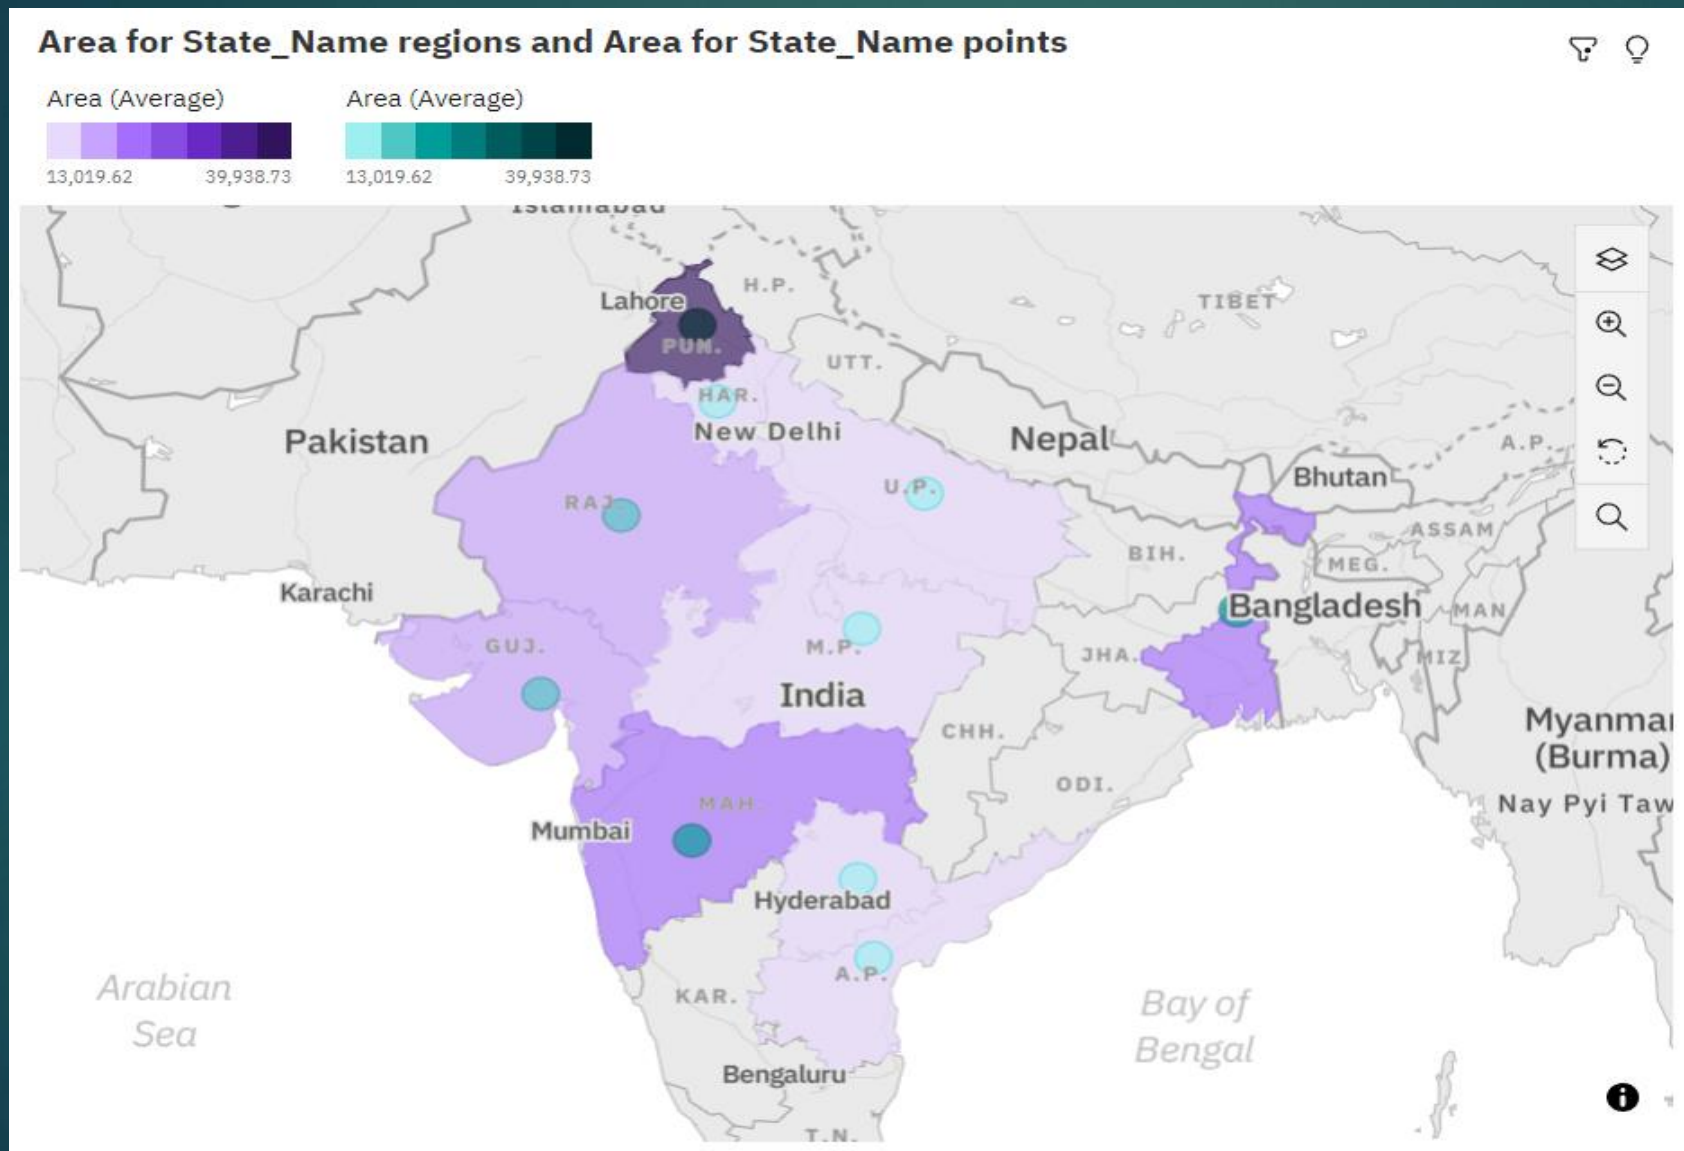 Area for State_Name regions and Area for State_Name points
Area (Average)
Area (Average)
13,019.62
39,938.73
13,019.62
39,938.73
Islamabad
Lahore
H.P.
TIBET
PUN.
UTT.
HAR.
New Delhi
Pakistan
Nepal
A.P.
Bhutan
U.P.
RAJ.
ASSAM
BIH.
MEG.
Karachi
Bangladesh
MAN
GUJ.
M.P.
JHA.
MIZ
India
CHH.
Myanmar
(Burma)
ODI.
MAH.
Nay Pyi Taw
Mumbai
Hyderabad
A.P.
Arabian
Sea
KAR.
Bay of
Bengal
Bengaluru
T.N.